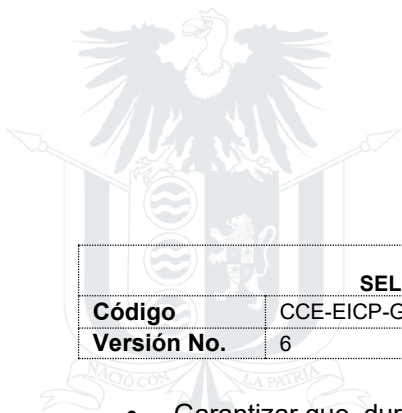 SEL
Código CCE-EICP-G
Versión No. 6
NACIÓ CON LA PATRIA
Garantizar que, dur